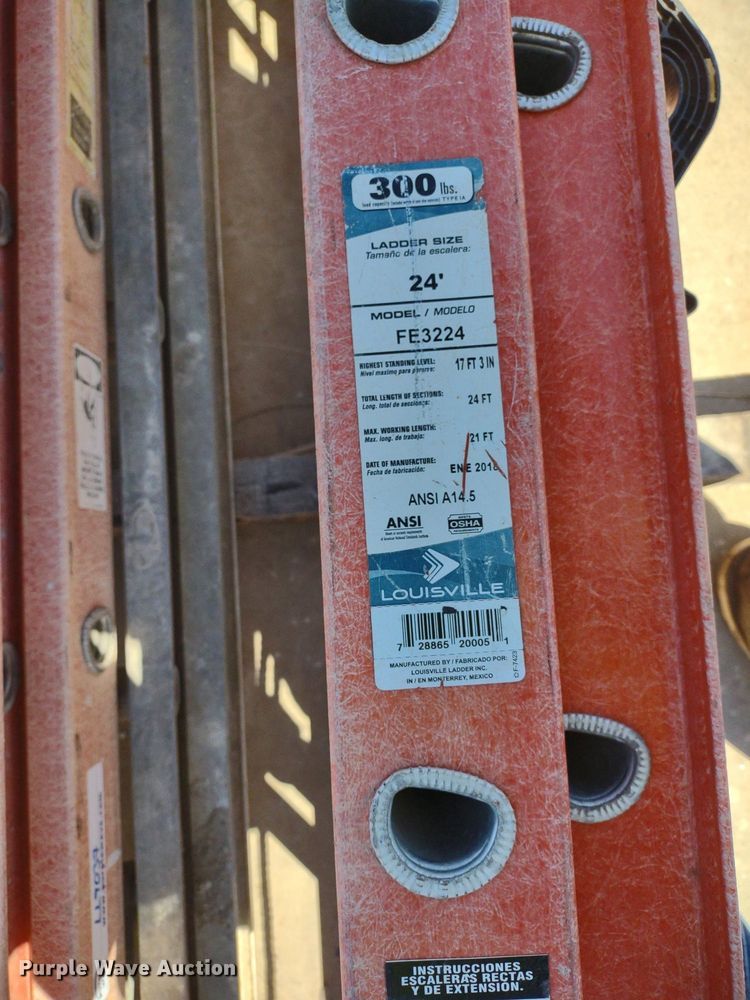 300 lbs.
TYPE IA
LADDER SIZE
Tamaño de la escalera:
24'
MODEL / MODELO
FE3224
HIGHEST STANDING LEVEL: 17 FT 3 IN
Nivel maximo para pararse:
TOTAL LENGTH OF SECTIONS: 24 FT
Long. total de secciones:
MAX. WORKING LENGTH: 21 FT
Max. long. de trabajo:
DATE OF MANUFACTURE: ENE 2018
Fecha de fabricación:
ANSI A14.5
ANSI
OSHA
LOUISVILLE
7 28865 20005 1
MANUFACTURED BY / FABRICADO POR:
LOUISVILLE LADDER INC.
IN / EN MONTERREY, MEXICO
INSTRUCCIONES
ESCALERAS RECTAS
Y DE EXTENSION.
Purple Wave Auction